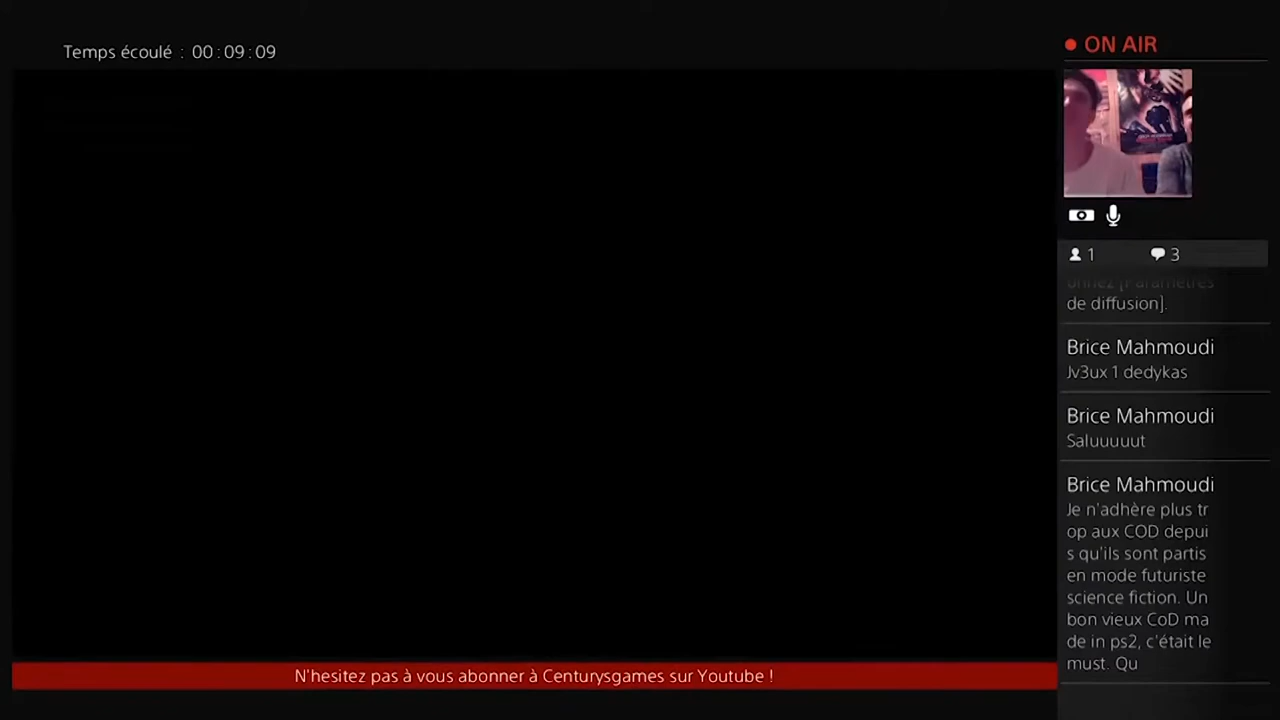 Temps écoulé : 00:09:09
ON AIR
1
3
onnez [Paramètres
de diffusion].
Brice Mahmoudi
Jv3ux 1 dedykas
Brice Mahmoudi
Saluuuuut
Brice Mahmoudi
Je n'adhère plus tr
op aux COD depui
s qu'ils sont partis
en mode futuriste
science fiction. Un
bon vieux CoD ma
de in ps2, c'était le
must. Qu
N'hesitez pas à vous abonner à Centurysgames sur Youtube !